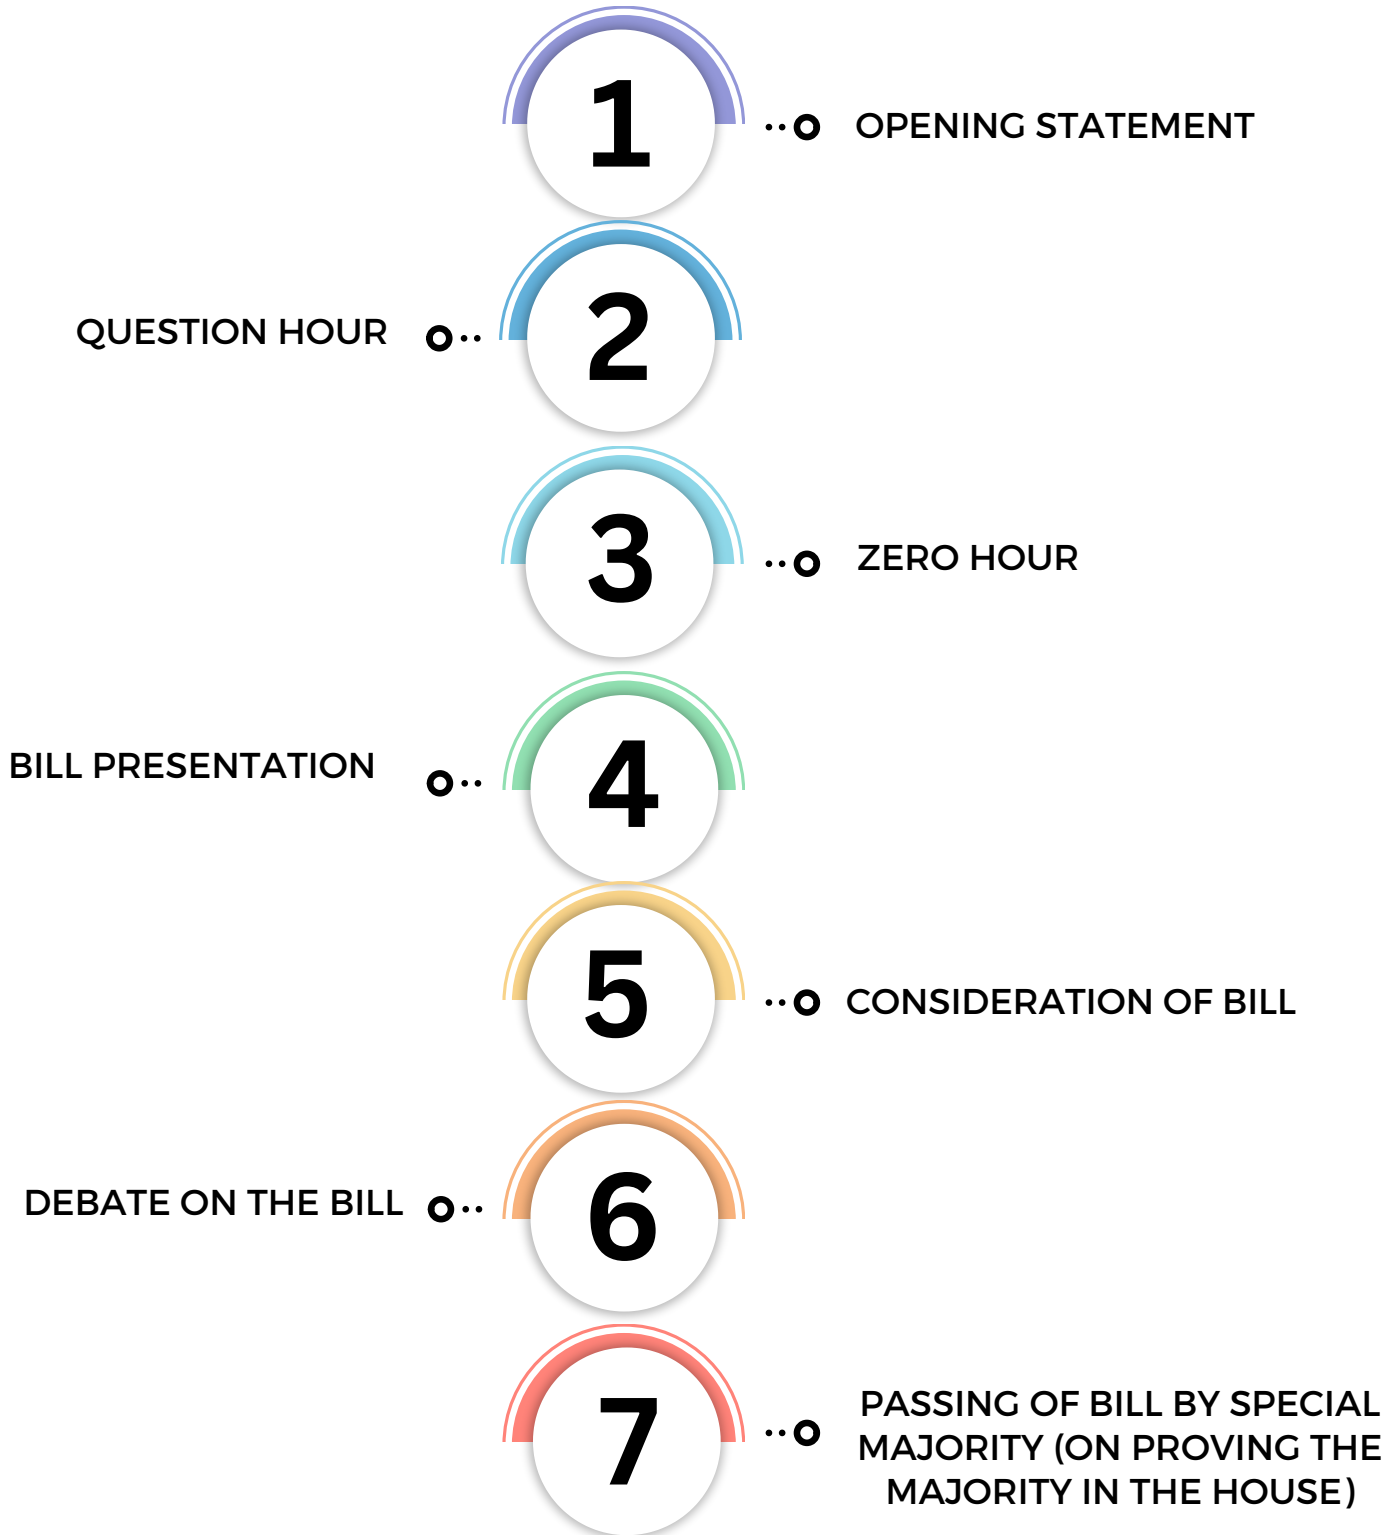 1
OPENING STATEMENT
2
QUESTION HOUR
3
ZERO HOUR
4
BILL PRESENTATION
5
CONSIDERATION OF BILL
6
DEBATE ON THE BILL
7
PASSING OF BILL BY SPECIAL
MAJORITY (ON PROVING THE
MAJORITY IN THE HOUSE)